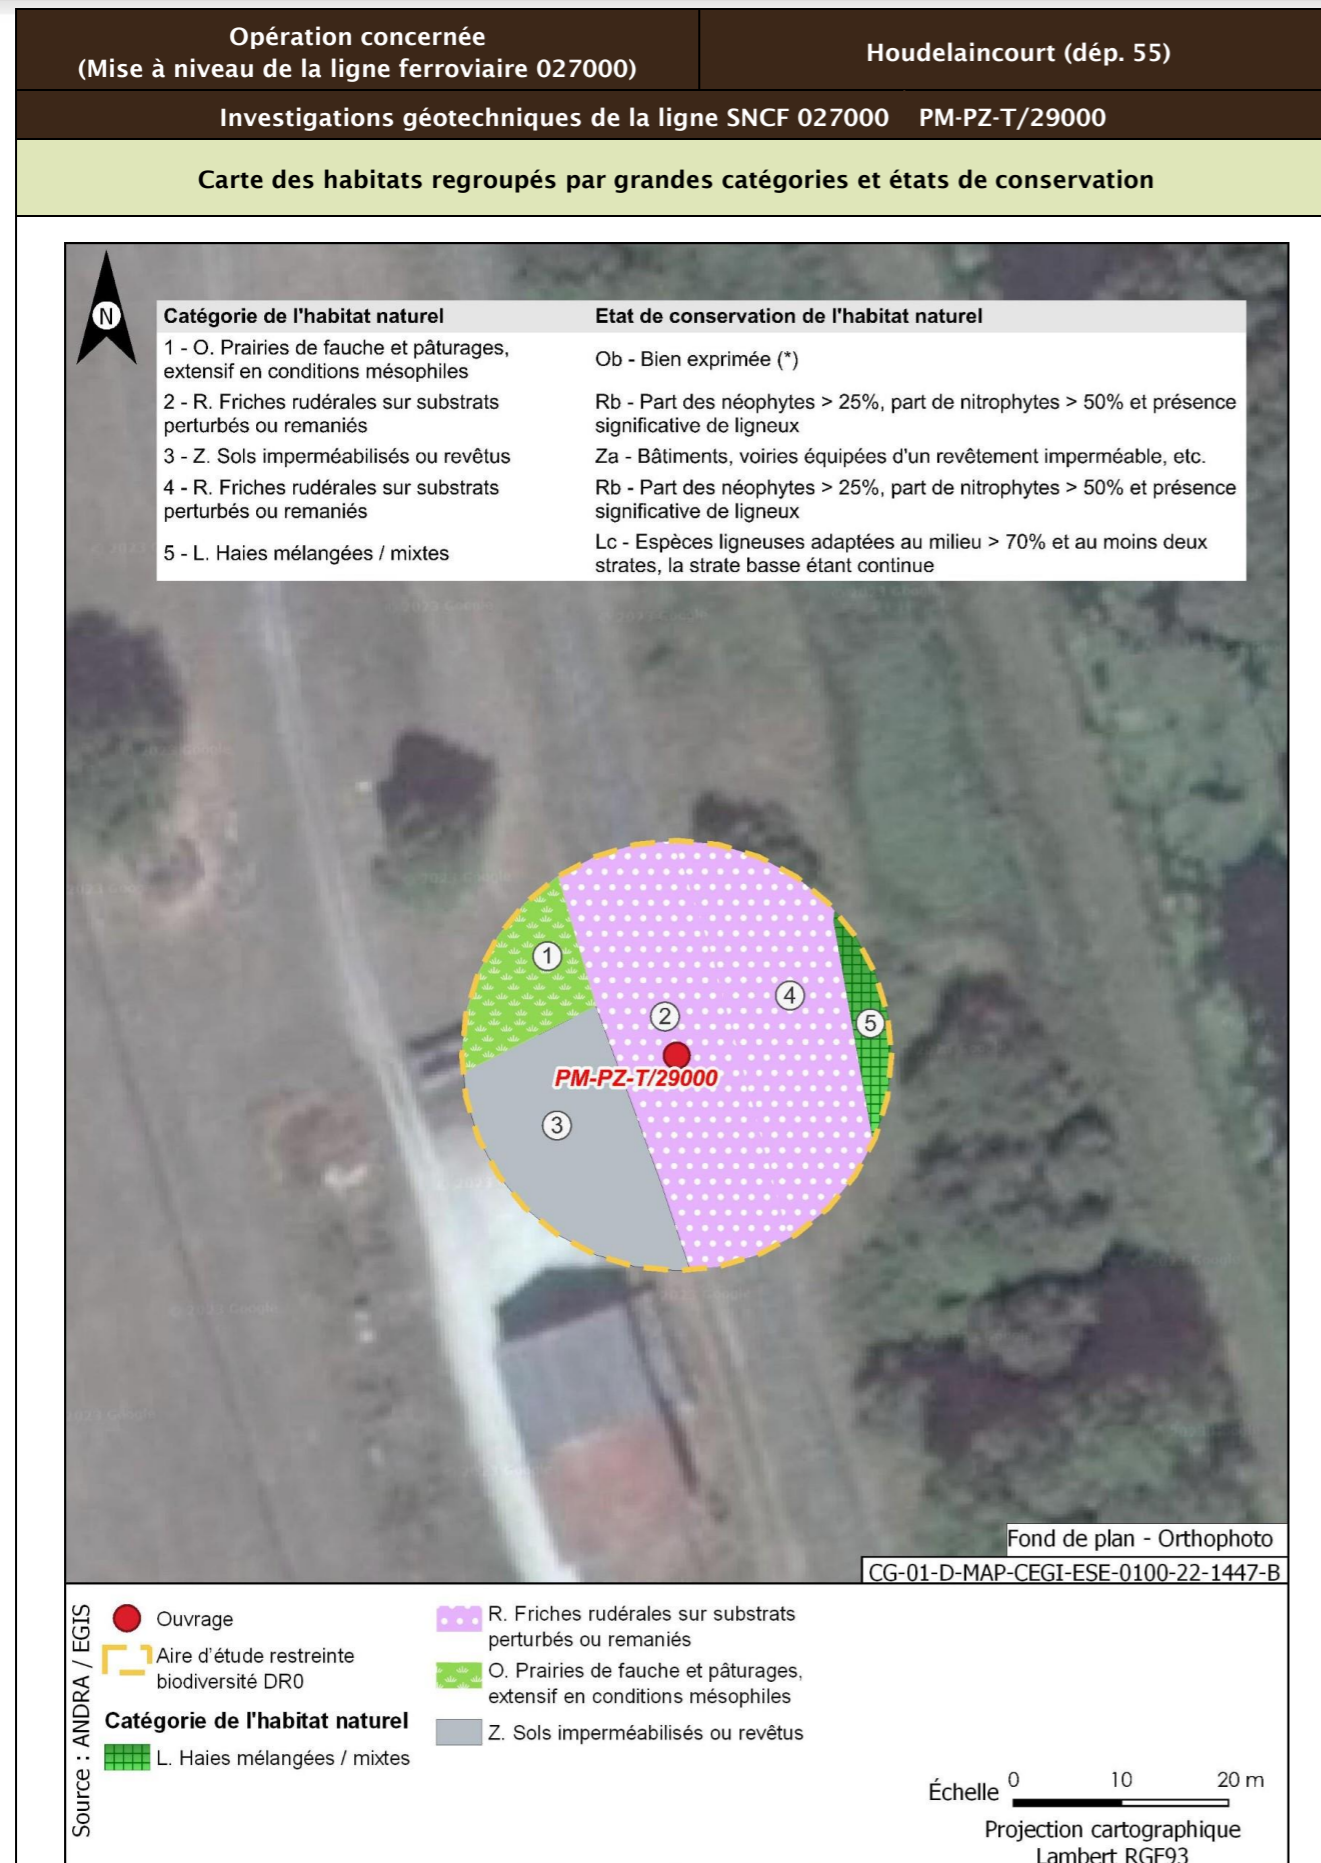 Opération concernée
(Mise à niveau de la ligne ferroviaire 027000)
Houdelaincourt (dép. 55)
Investigations géotechniques de la ligne SNCF 027000 PM-PZ-T/29000
Carte des habitats regroupés par grandes catégories et états de conservation
N
Catégorie de l'habitat naturel
Etat de conservation de l'habitat naturel
1 - O. Prairies de fauche et pâturages,
extensif en conditions mésophiles
Ob - Bien exprimée (*)
2 - R. Friches rudérales sur substrats
perturbés ou remaniés
Rb - Part des néophytes > 25%, part de nitrophytes > 50% et présence
significative de ligneux
3 - Z. Sols imperméabilisés ou revêtus
Za - Bâtiments, voiries équipées d'un revêtement imperméable, etc.
4 - R. Friches rudérales sur substrats
perturbés ou remaniés
Rb - Part des néophytes > 25%, part de nitrophytes > 50% et présence
significative de ligneux
5 - L. Haies mélangées / mixtes
Lc - Espèces ligneuses adaptées au milieu > 70% et au moins deux
strates, la strate basse étant continue
1
4
2
5
PM-PZ-T/29000
3
Fond de plan - Orthophoto
CG-01-D-MAP-CEGI-ESE-0100-22-1447-B
Source : ANDRA / EGIS
Ouvrage
Aire d'étude restreinte
biodiversité DR0
Catégorie de l'habitat naturel
L. Haies mélangées / mixtes
R. Friches rudérales sur substrats
perturbés ou remaniés
O. Prairies de fauche et pâturages,
extensif en conditions mésophiles
Z. Sols imperméabilisés ou revêtus
Échelle 0 10 20 m
Projection cartographique
Lambert RGF93